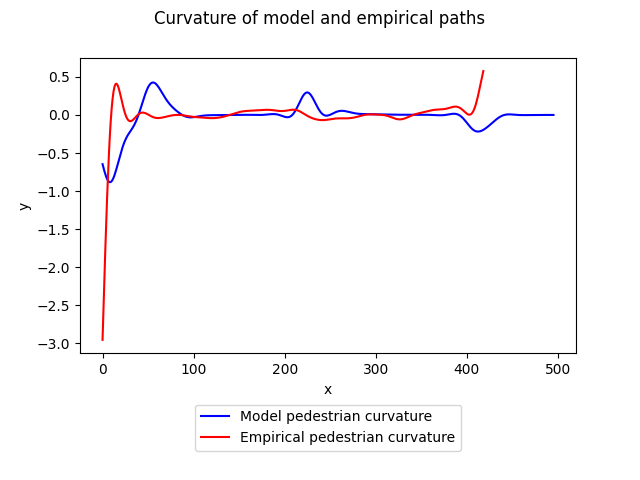 Curvature of model and empirical paths
0.5
0.0
−0.5
−1.0
−1.5
−2.0
−2.5
−3.0
y
0 100 200 300 400 500
x
Model pedestrian curvature
Empirical pedestrian curvature